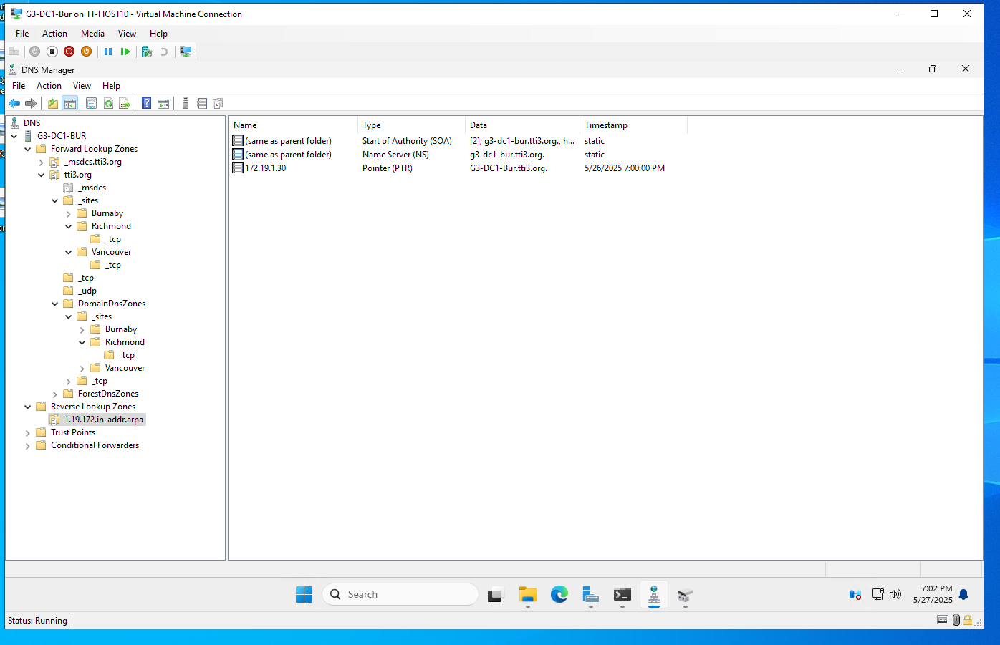 G3-DC1-Bur on TT-HOST10 - Virtual Machine Connection
File Action Media View Help
DNS Manager
File Action View Help
DNS
G3-DC1-BUR
Forward Lookup Zones
_msdcs.tti3.org
tti3.org
_msdcs
_sites
Burnaby
Richmond
_tcp
Vancouver
_tcp
_tcp
_udp
DomainDnsZones
_sites
Burnaby
Richmond
_tcp
Vancouver
_tcp
ForestDnsZones
Reverse Lookup Zones
1.19.172.in-addr.arpa
Trust Points
Conditional Forwarders
Name Type Data Timestamp
(same as parent folder) Start of Authority (SOA) [2], g3-dc1-bur.tti3.org., h... static
(same as parent folder) Name Server (NS) g3-dc1-bur.tti3.org. static
172.19.1.30 Pointer (PTR) G3-DC1-Bur.tti3.org. 5/26/2025 7:00:00 PM
Search
7:02 PM
5/27/2025
Status: Running